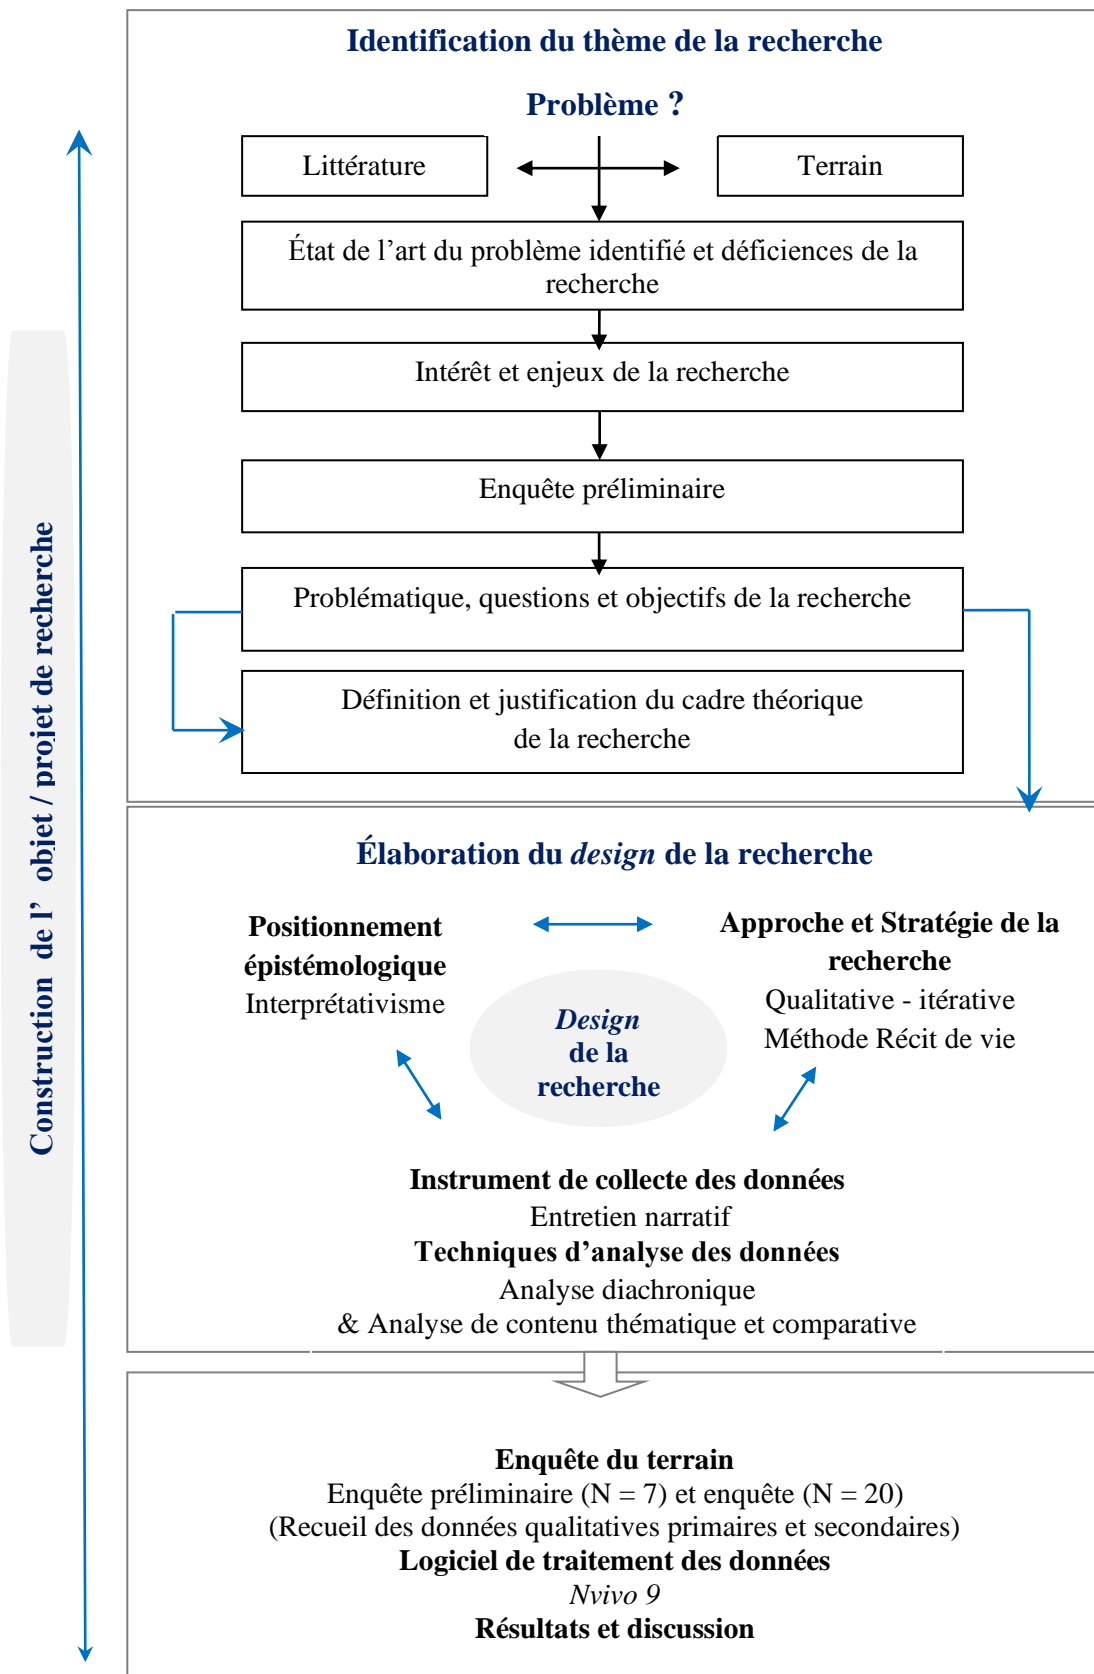 Identification du thème de la recherche
Problème ?
Littérature
Terrain
État de l’art du problème identifié et déficiences de la
recherche
Intérêt et enjeux de la recherche
Enquête préliminaire
Problématique, questions et objectifs de la recherche
Définition et justification du cadre théorique
de la recherche
Construction de l’ objet / projet de recherche
Élaboration du design de la recherche
Positionnement
épistémologique
Interprétativisme
Approche et Stratégie de la
recherche
Qualitative - itérative
Méthode Récit de vie
Design
de la
recherche
Instrument de collecte des données
Entretien narratif
Techniques d’analyse des données
Analyse diachronique
& Analyse de contenu thématique et comparative
Enquête du terrain
Enquête préliminaire (N = 7) et enquête (N = 20)
(Recueil des données qualitatives primaires et secondaires)
Logiciel de traitement des données
Nvivo 9
Résultats et discussion